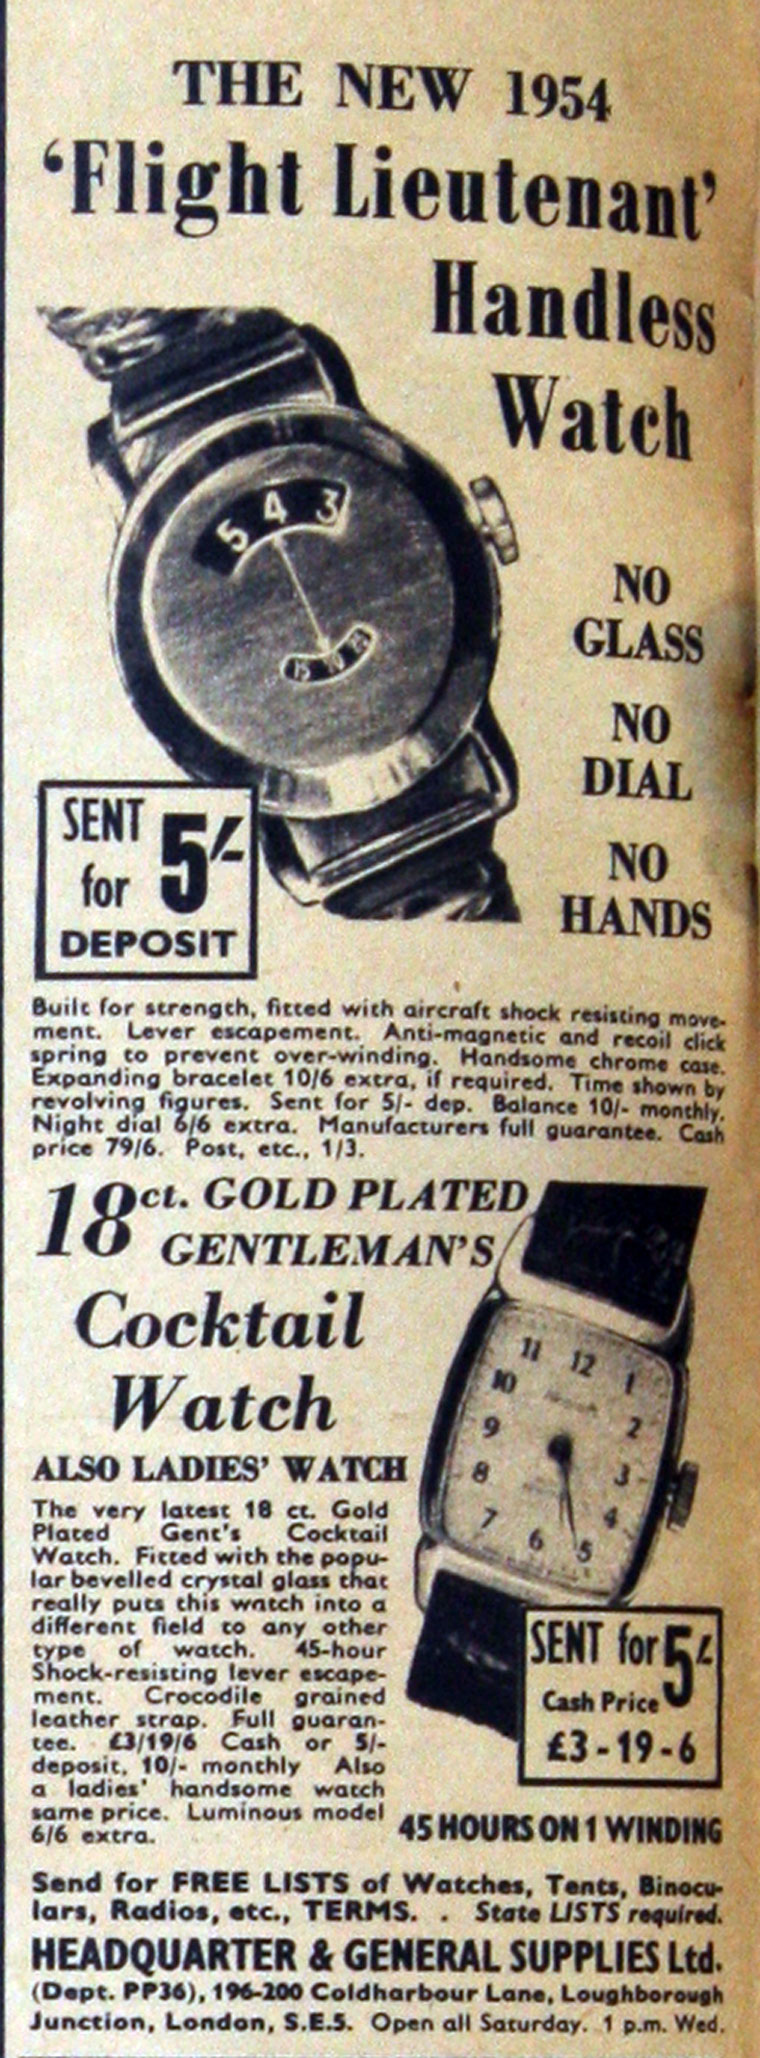 THE NEW 1954
'Flight Lieutenant'
Handless
Watch
5 4 3
15 20 25
NO
GLASS
NO
DIAL
NO
HANDS
SENT
for 5/-
DEPOSIT
Built for strength, fitted with aircraft shock resisting move-
ment. Lever escapement. Anti-magnetic and recoil click
spring to prevent over-winding. Handsome chrome case.
Expanding bracelet 10/6 extra, if required. Time shown by
revolving figures. Sent for 5/- dep. Balance 10/- monthly.
Night dial 6/6 extra. Manufacturers full guarantee. Cash
price 79/6. Post, etc., 1/3.
18ct. GOLD PLATED
GENTLEMAN'S
Cocktail
Watch
ALSO LADIES' WATCH
The very latest 18 ct. Gold
Plated Gent's Cocktail
Watch. Fitted with the popu-
lar bevelled crystal glass that
really puts this watch into a
different field to any other
type of watch. 45-hour
Shock-resisting lever escape-
ment. Crocodile grained
leather strap. Full guaran-
tee. £3/19/6 Cash or 5/-
deposit, 10/- monthly Also
a ladies' handsome watch
same price. Luminous model
6/6 extra.
11 12 1
10 2
9 3
8 4
7 6 5
SENT for 5/-
Cash Price
£3-19-6
45 HOURS ON 1 WINDING
Send for FREE LISTS of Watches, Tents, Binocu-
lars, Radios, etc., TERMS. . State LISTS required.
HEADQUARTER & GENERAL SUPPLIES Ltd.
(Dept. PP36), 196-200 Coldharbour Lane, Loughborough
Junction, London, S.E.5. Open all Saturday. 1 p.m. Wed.